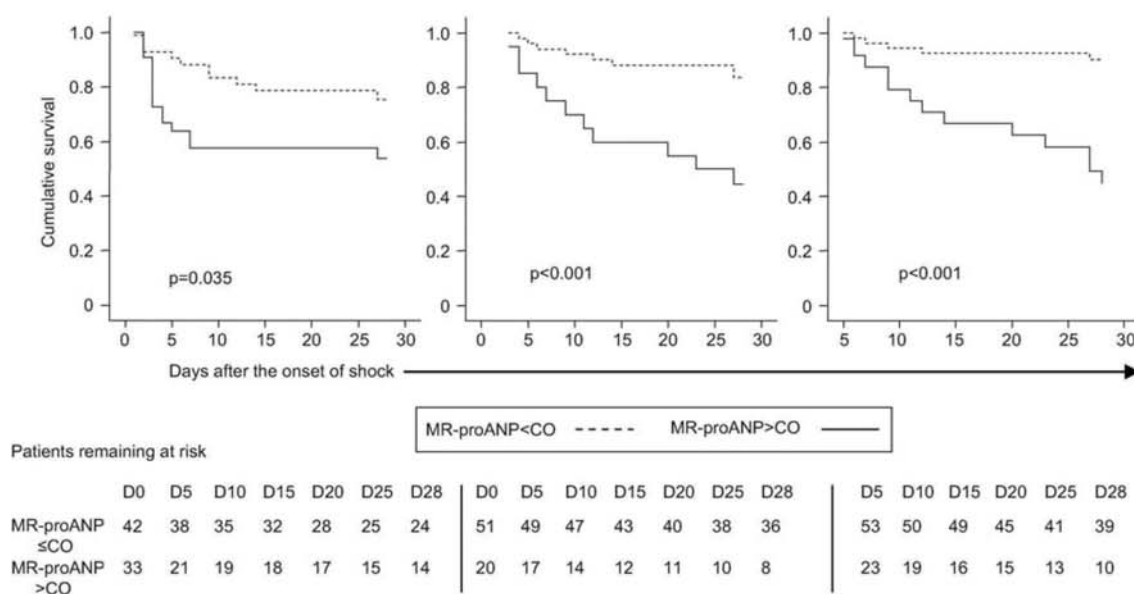 Cumulative survival
1.0
0.8
0.6
0.4
0.2
0
p=0.035
0 5 10 15 20 25 30
1.0
0.8
0.6
0.4
0.2
0
p<0.001
0 5 10 15 20 25 30
1.0
0.8
0.6
0.4
0.2
0
p<0.001
5 10 15 20 25 30
Days after the onset of shock
MR-proANP<CO MR-proANP>CO
Patients remaining at risk
D0 D5 D10 D15 D20 D25 D28 D0 D5 D10 D15 D20 D25 D28 D5 D10 D15 D20 D25 D28
MR-proANP 42 38 35 32 28 25 24 51 49 47 43 40 38 36 53 50 49 45 41 39
≤CO
MR-proANP 33 21 19 18 17 15 14 20 17 14 12 11 10 8 23 19 16 15 13 10
>CO